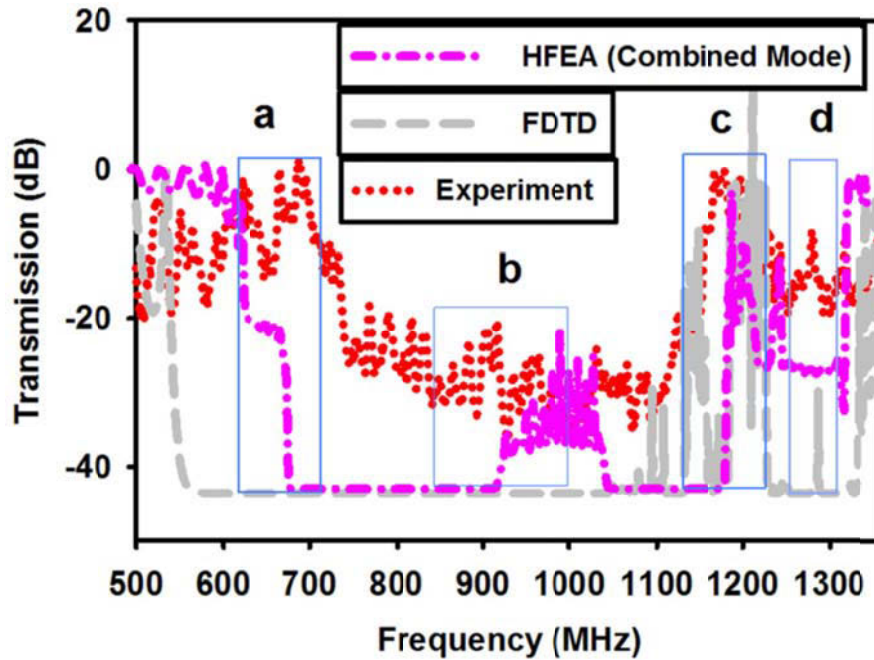 20
HFEA (Combined Mode)
a
FDTD
c
d
0
Experiment
b
-20
-40
500 600 700 800 900 1000 1100 1200 1300
Transmission (dB)
Frequency (MHz)